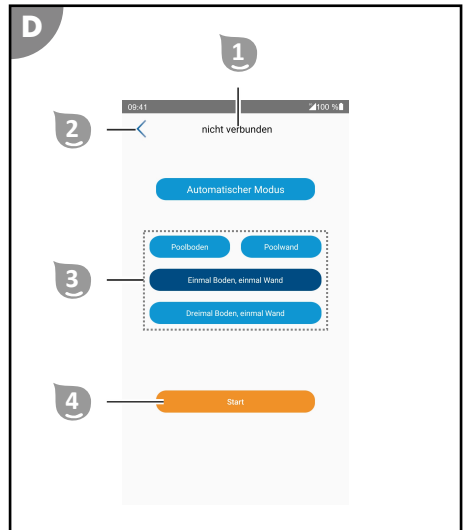 D
1
09:41 100 %
2
nicht verbunden
Automatischer Modus
Poolboden Poolwand
3
Einmal Boden, einmal Wand
Dreimal Boden, einmal Wand
4
Start